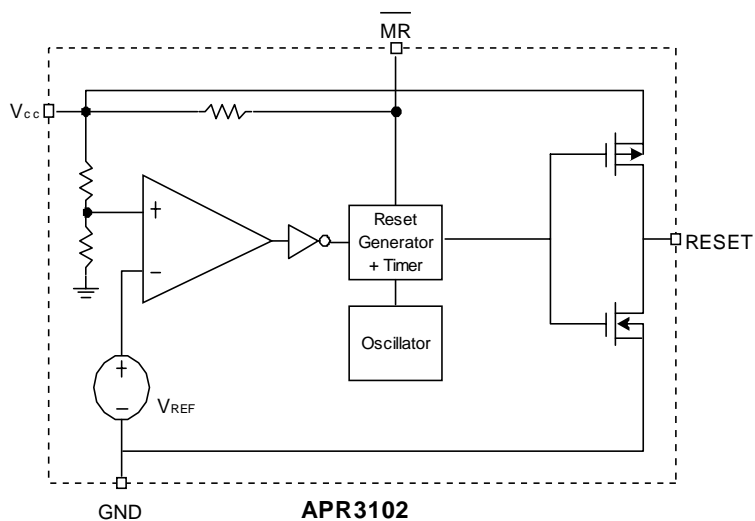 MR
Vcc
+
−
Reset
Generator
+ Timer
RESET
Oscillator
+
−
VREF
GND
APR3102